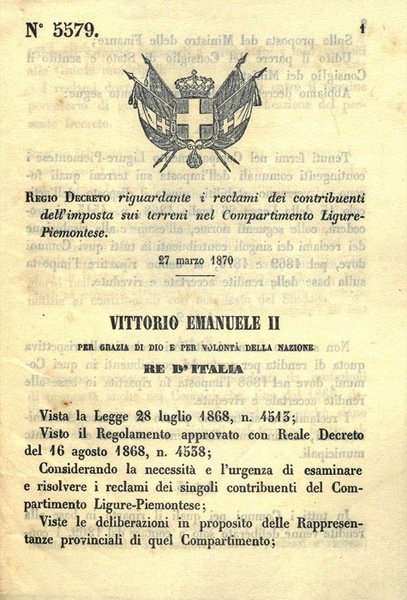 N° 5579.
1
REGIO DECRETO riguardante i reclami dei contribuenti
dell'imposta sui terreni nel Compartimento Ligure-
Piemontese.
27 marzo 1870
VITTORIO EMANUELE II
PER GRAZIA DI DIO E PER VOLONTÀ DELLA NAZIONE
RE D'ITALIA
Vista la Legge 28 luglio 1868, n. 4513;
Visto il Regolamento approvato con Reale Decreto
del 16 agosto 1868, n. 4538;
Considerando la necessità e l'urgenza di esaminare
e risolvere i reclami dei singoli contribuenti del Com-
partimento Ligure-Piemontese;
Viste le deliberazioni in proposito delle Rappresen-
tanze provinciali di quel Compartimento;